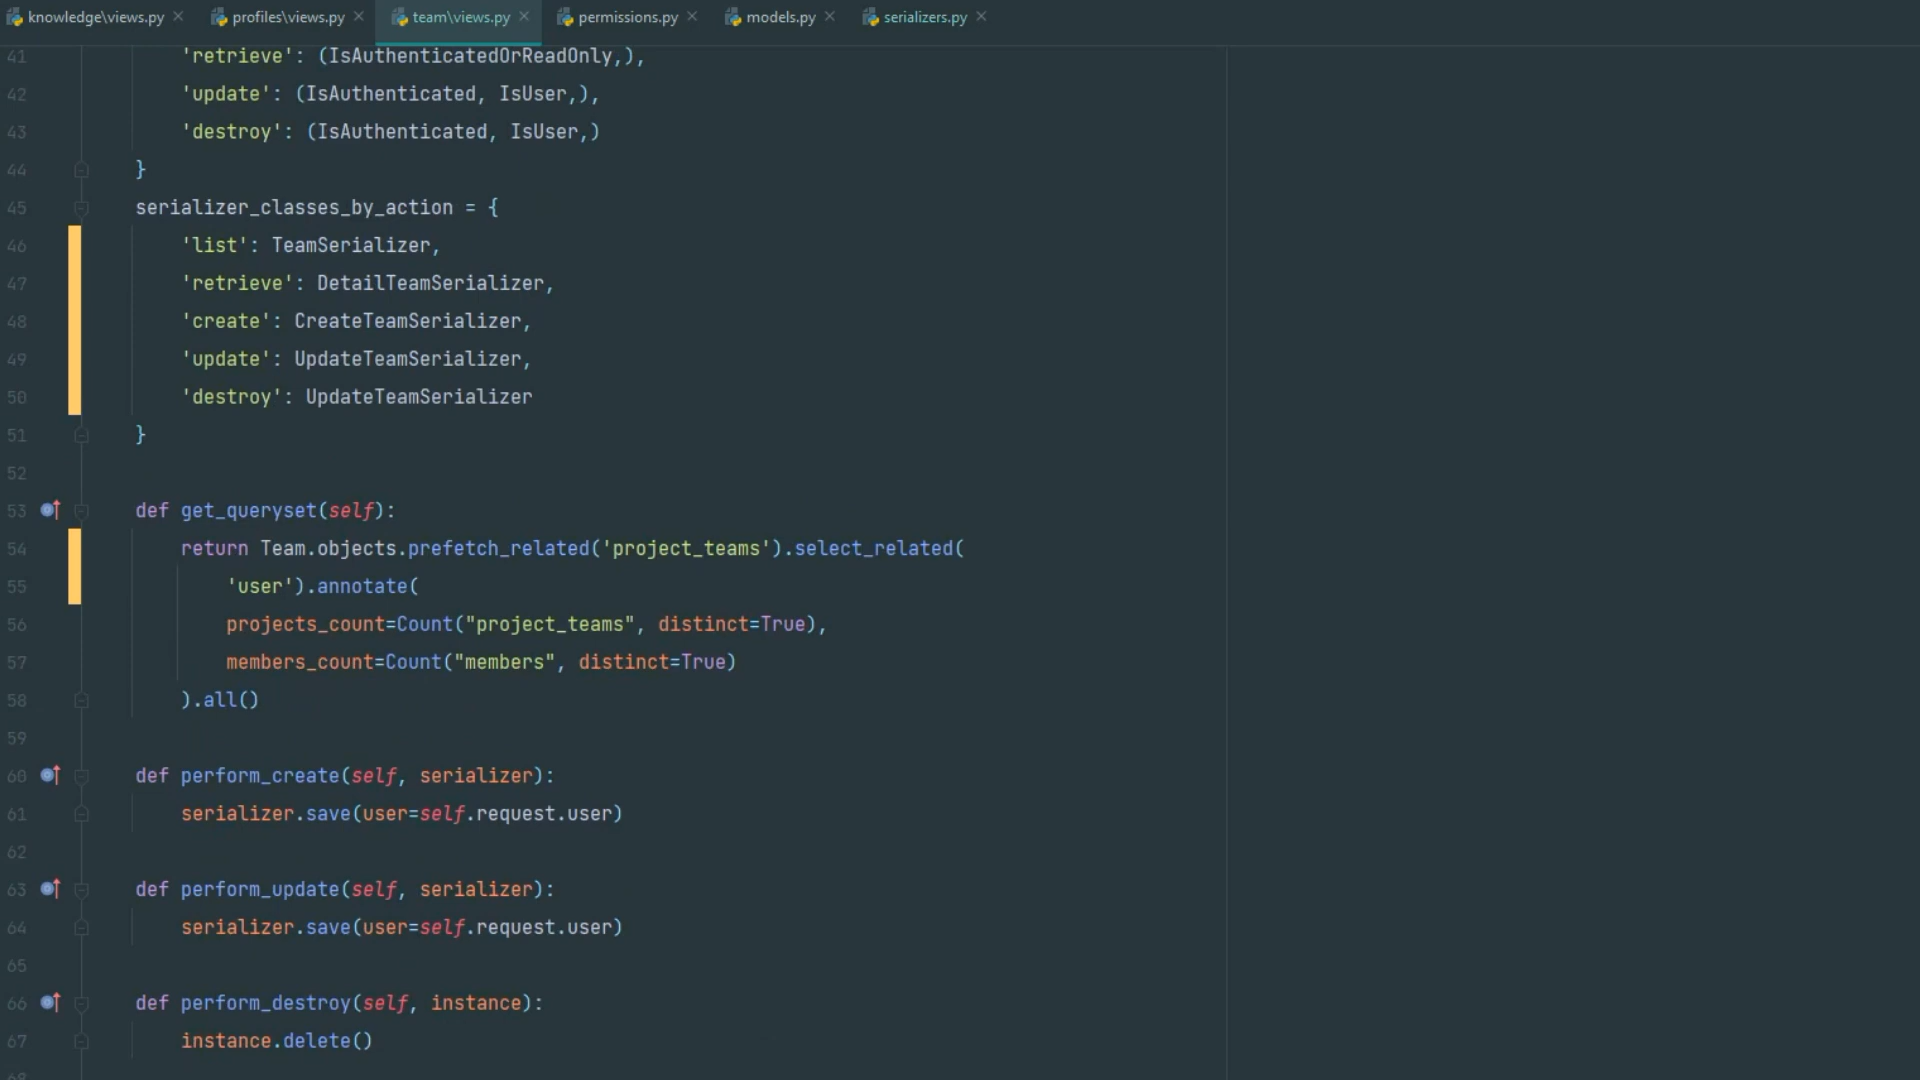 knowledge\views.py profiles\views.py team\views.py permissions.py models.py serializers.py
41 'retrieve': (IsAuthenticatedOrReadOnly,),
42 'update': (IsAuthenticated, IsUser,),
43 'destroy': (IsAuthenticated, IsUser,)
44 }
45 serializer_classes_by_action = {
46 'list': TeamSerializer,
47 'retrieve': DetailTeamSerializer,
48 'create': CreateTeamSerializer,
49 'update': UpdateTeamSerializer,
50 'destroy': UpdateTeamSerializer
51 }
52
53 def get_queryset(self):
54 return Team.objects.prefetch_related('project_teams').select_related(
55 'user').annotate(
56 projects_count=Count("project_teams", distinct=True),
57 members_count=Count("members", distinct=True)
58 ).all()
59
60 def perform_create(self, serializer):
61 serializer.save(user=self.request.user)
62
63 def perform_update(self, serializer):
64 serializer.save(user=self.request.user)
65
66 def perform_destroy(self, instance):
67 instance.delete()
68